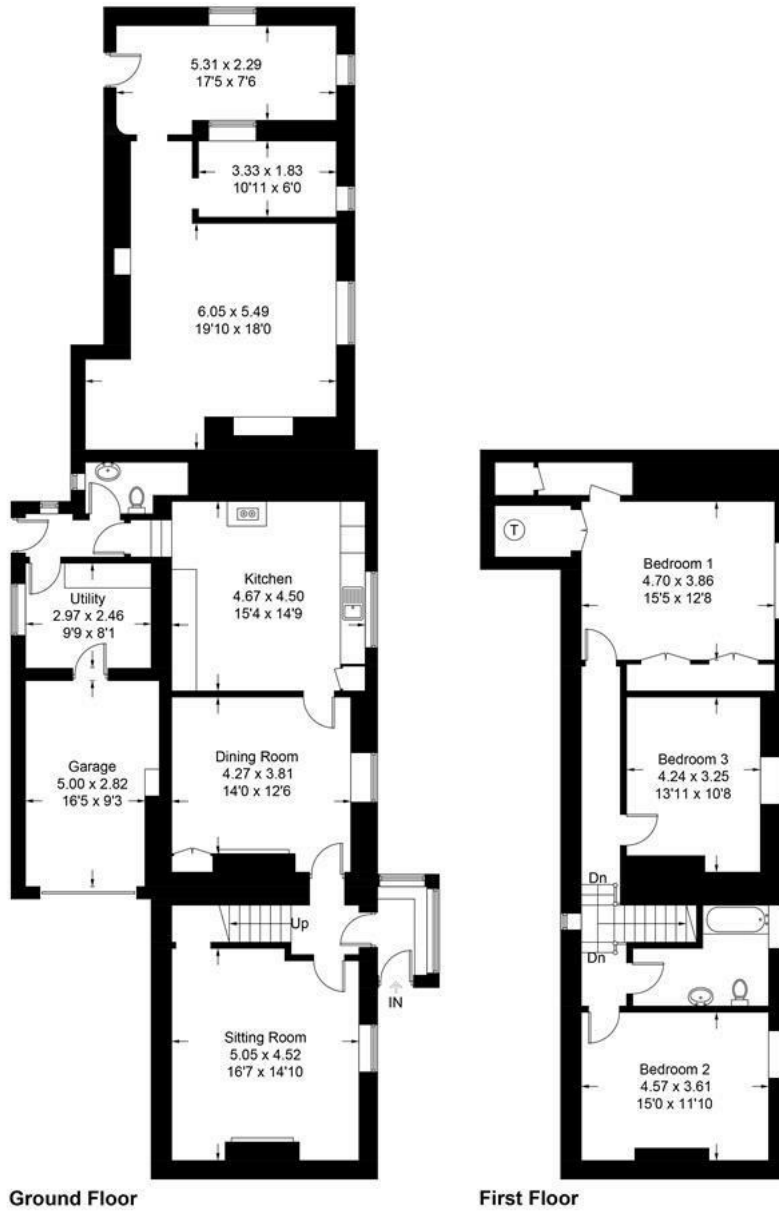 5.31 x 2.29
17'5 x 7'6
3.33 x 1.83
10'11 x 6'0
6.05 x 5.49
19'10 x 18'0
Kitchen
4.67 x 4.50
15'4 x 14'9
Utility
2.97 x 2.46
9'9 x 8'1
Garage
5.00 x 2.82
16'5 x 9'3
Dining Room
4.27 x 3.81
14'0 x 12'6
Up
IN
Sitting Room
5.05 x 4.52
16'7 x 14'10
Ground Floor
T
Bedroom 1
4.70 x 3.86
15'5 x 12'8
Bedroom 3
4.24 x 3.25
13'11 x 10'8
Dn
Dn
Bedroom 2
4.57 x 3.61
15'0 x 11'10
First Floor